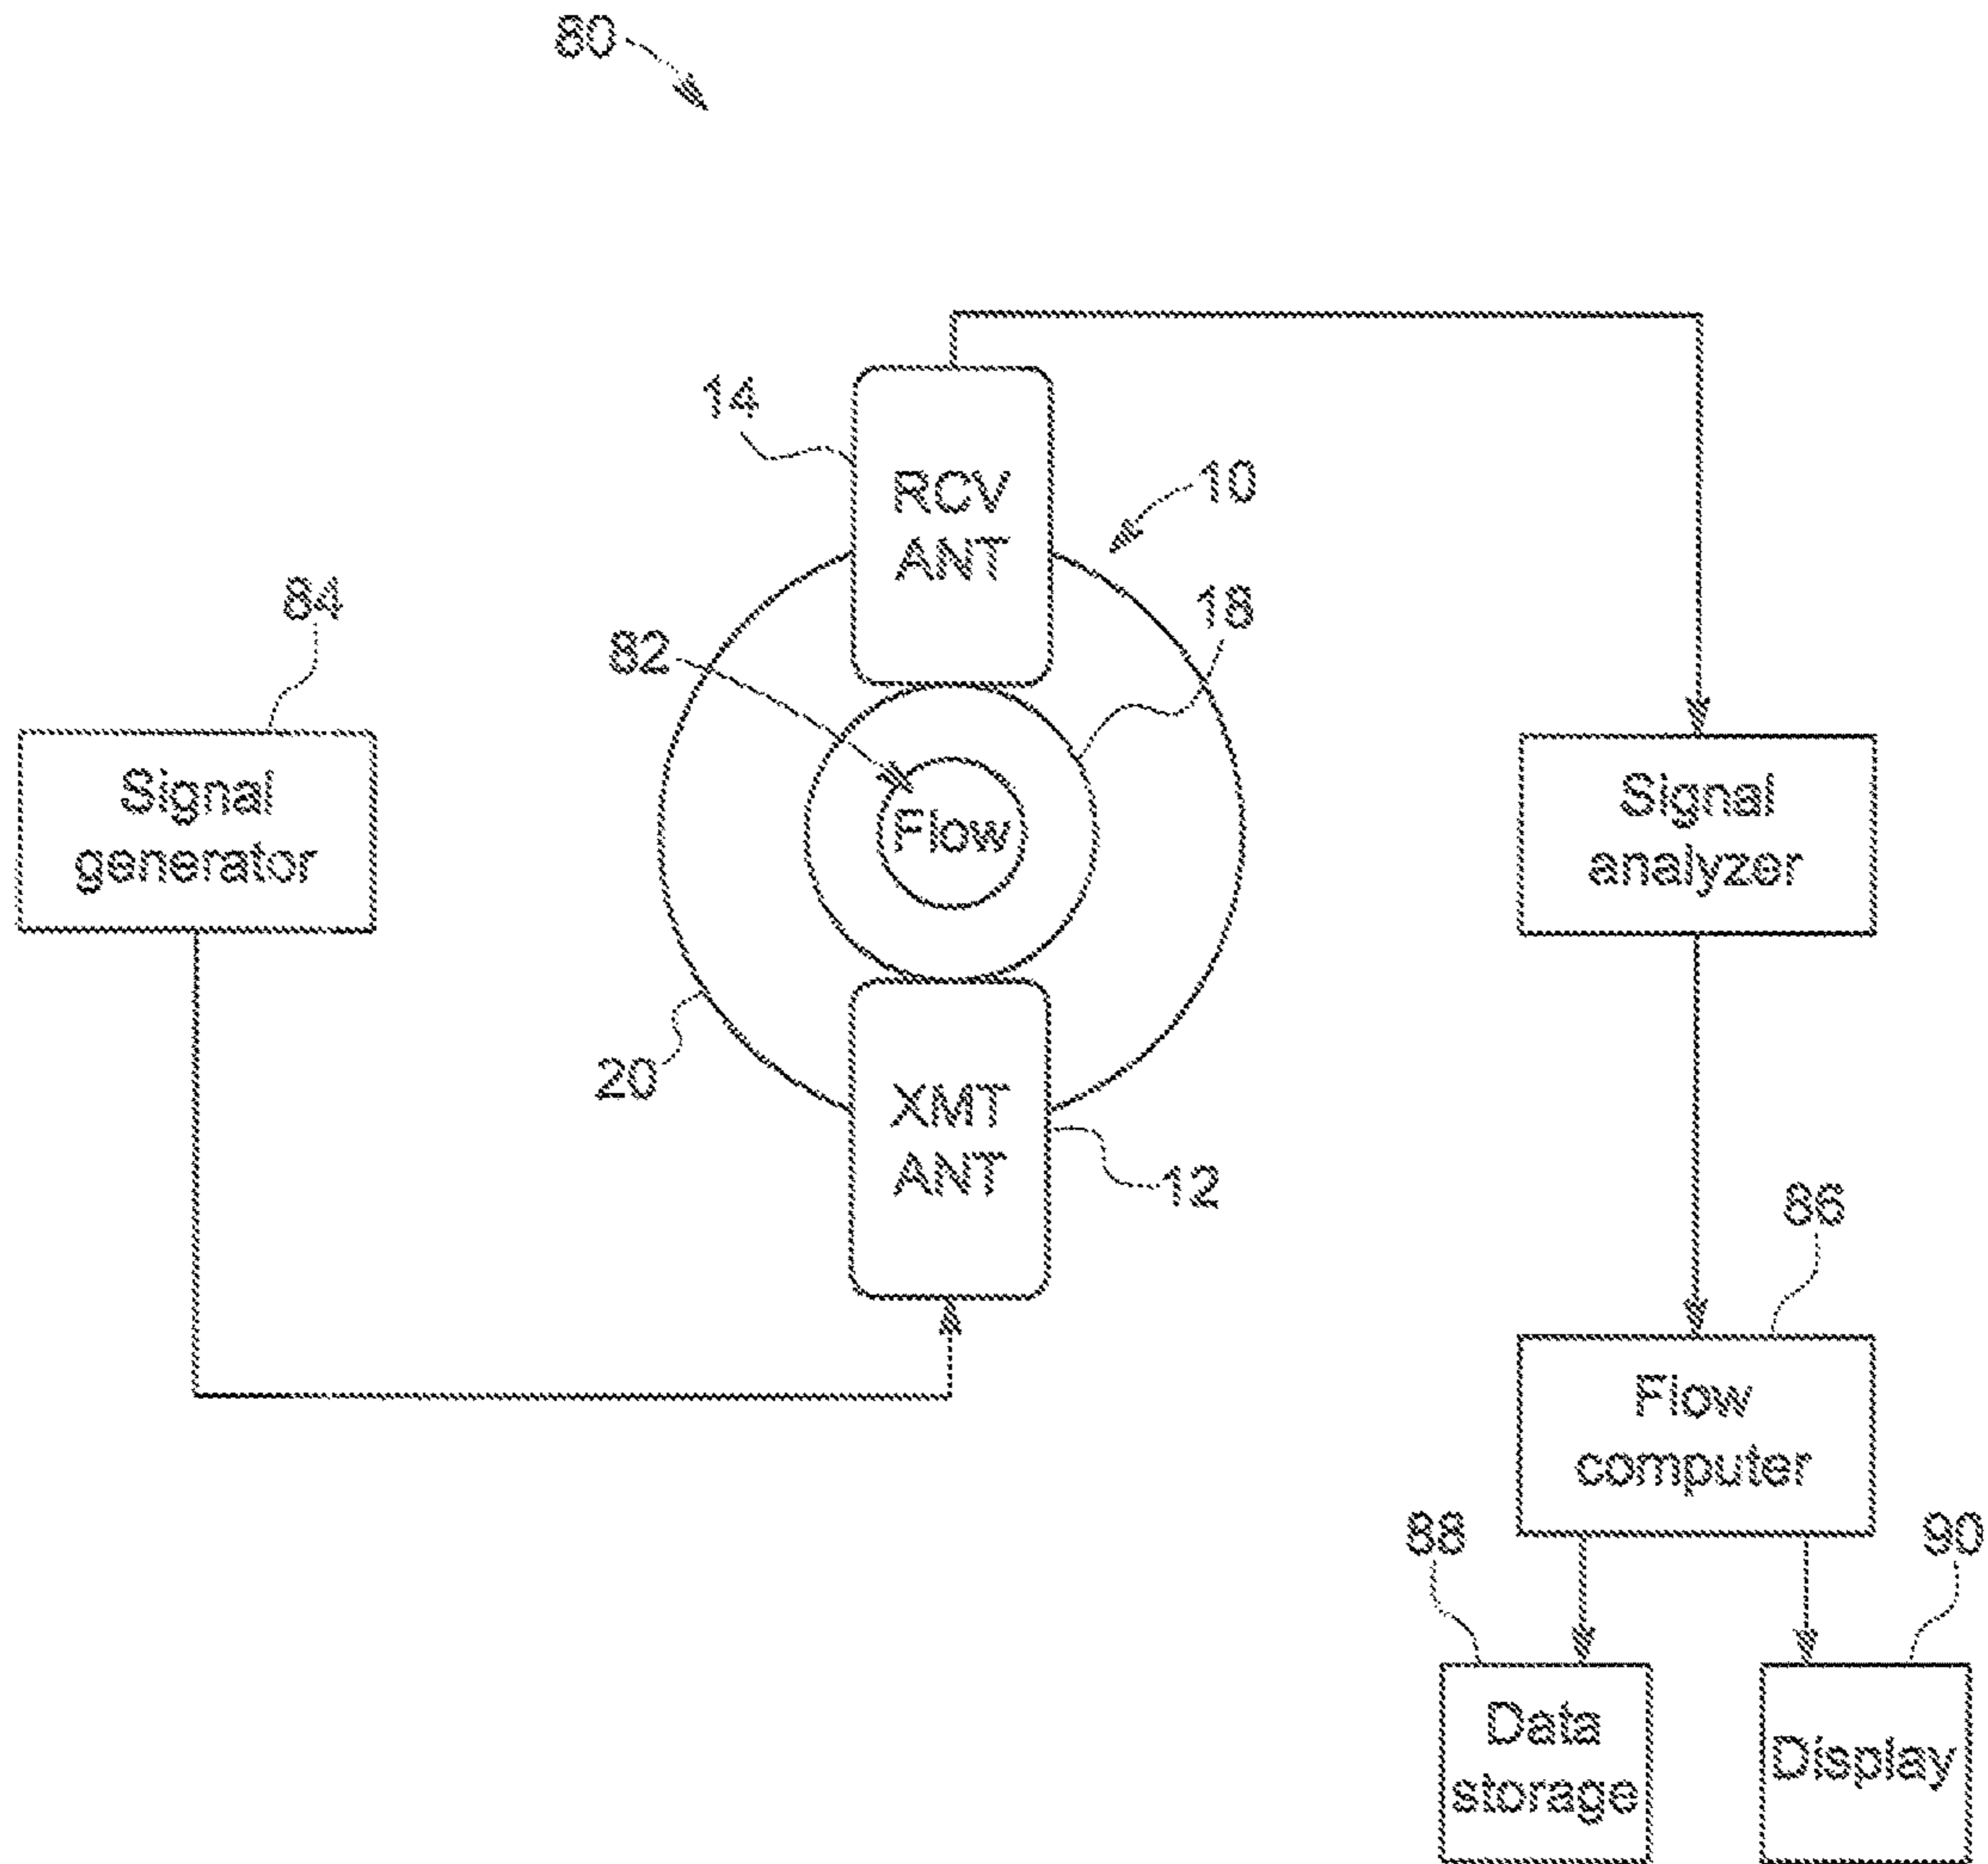 80
14
RCV
ANT
10
84
18
82
Signal
generator
Flow
Signal
analyzer
20
XMT
ANT
12
86
Flow
computer
88
90
Data
storage
Display